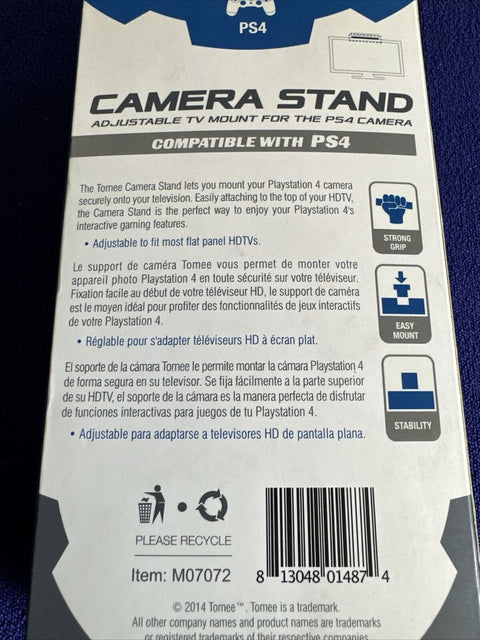 PS4
CAMERA STAND
ADJUSTABLE TV MOUNT FOR THE PS4 CAMERA
COMPATIBLE WITH PS4
The Tomee Camera Stand lets you mount your Playstation 4 camera
securely onto your television. Easily attaching to the top of your HDTV,
the Camera Stand is the perfect way to enjoy your Playstation 4's
interactive gaming features.
• Adjustable to fit most flat panel HDTVs.
STRONG
GRIP
Le support de caméra Tomee vous permet de monter votre
appareil photo Playstation 4 en toute sécurité sur votre téléviseur.
Fixation facile au début de votre téléviseur HD, le support de caméra
est le moyen idéal pour profiter des fonctionnalités de jeux interactifs
de votre Playstation 4.
• Réglable pour s'adapter téléviseurs HD à écran plat.
EASY
MOUNT
El soporte de la cámara Tomee le permite montar la cámara Playstation 4
de forma segura en su televisor. Se fija fácilmente a la parte superior
de su HDTV, el soporte de la cámara es la manera perfecta de disfrutar
de funciones interactivas para juegos de tu Playstation 4.
• Adjustable para adaptarse a televisores HD de pantalla plana.
STABILITY
PLEASE RECYCLE
Item: M07072
8 13048 01487 4
© 2014 Tomee™. Tomee is a trademark.
All other company names and product names are trademarks
or registered trademarks of their respective companies.